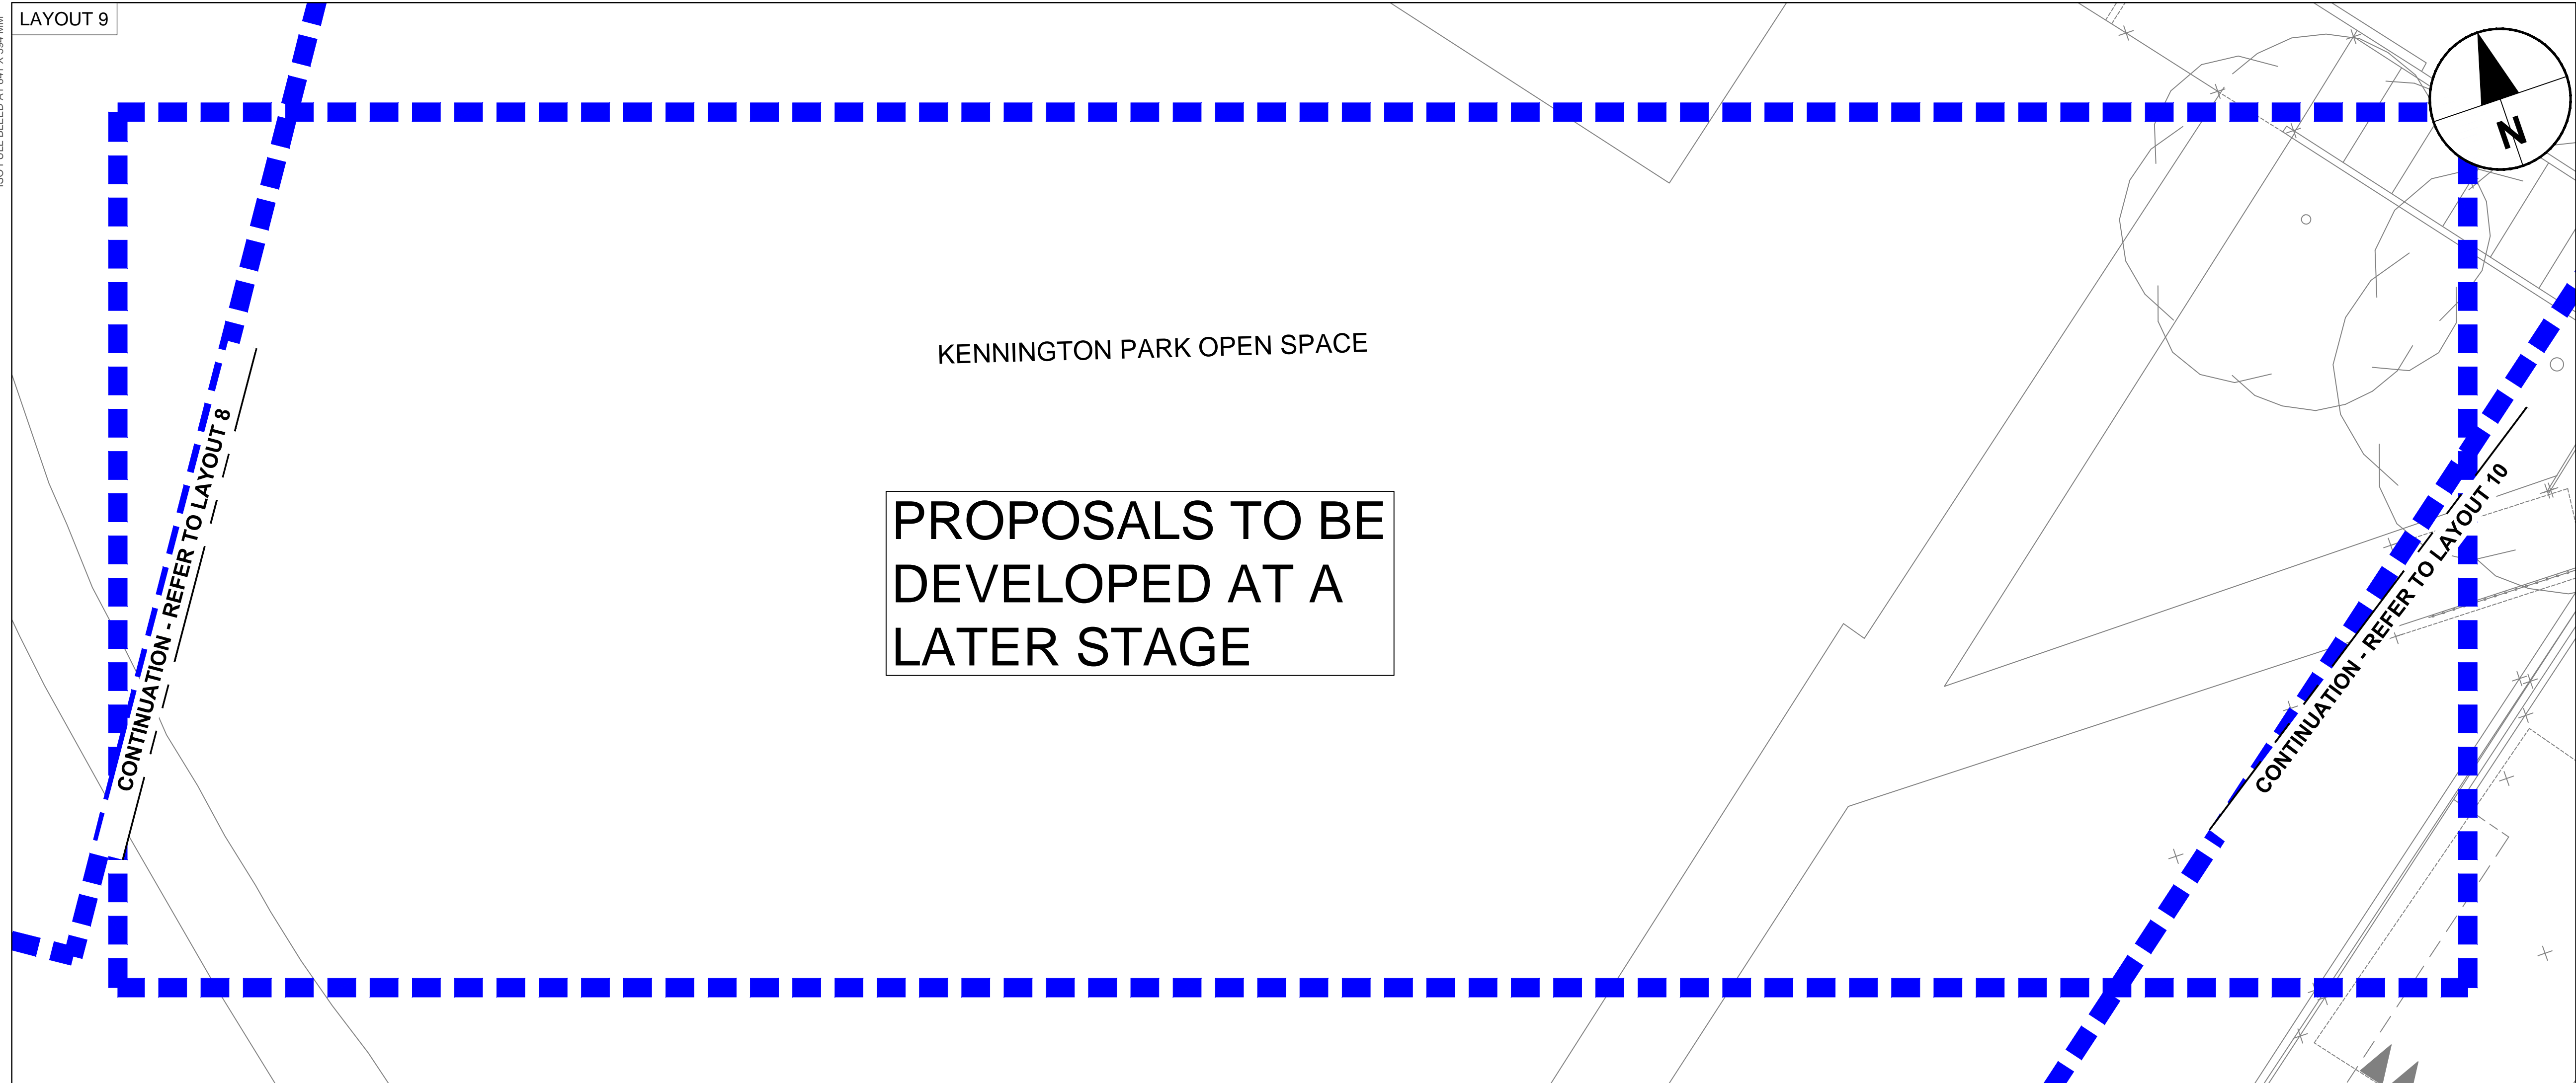 LAYOUT 9
N
KENNINGTON PARK OPEN SPACE
CONTINUATION - REFER TO LAYOUT 8
PROPOSALS TO BE
DEVELOPED AT A
LATER STAGE
CONTINUATION - REFER TO LAYOUT 10